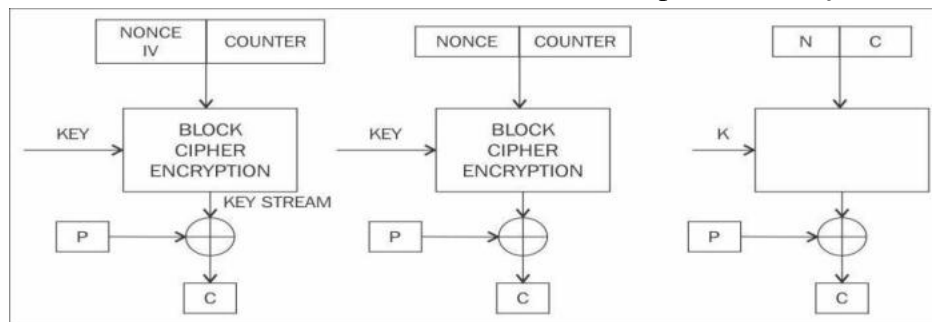 NONCE
IV
COUNTER
KEY
BLOCK
CIPHER
ENCRYPTION
KEY STREAM
P
C
NONCE
COUNTER
KEY
BLOCK
CIPHER
ENCRYPTION
P
C
N
C
K
P
C